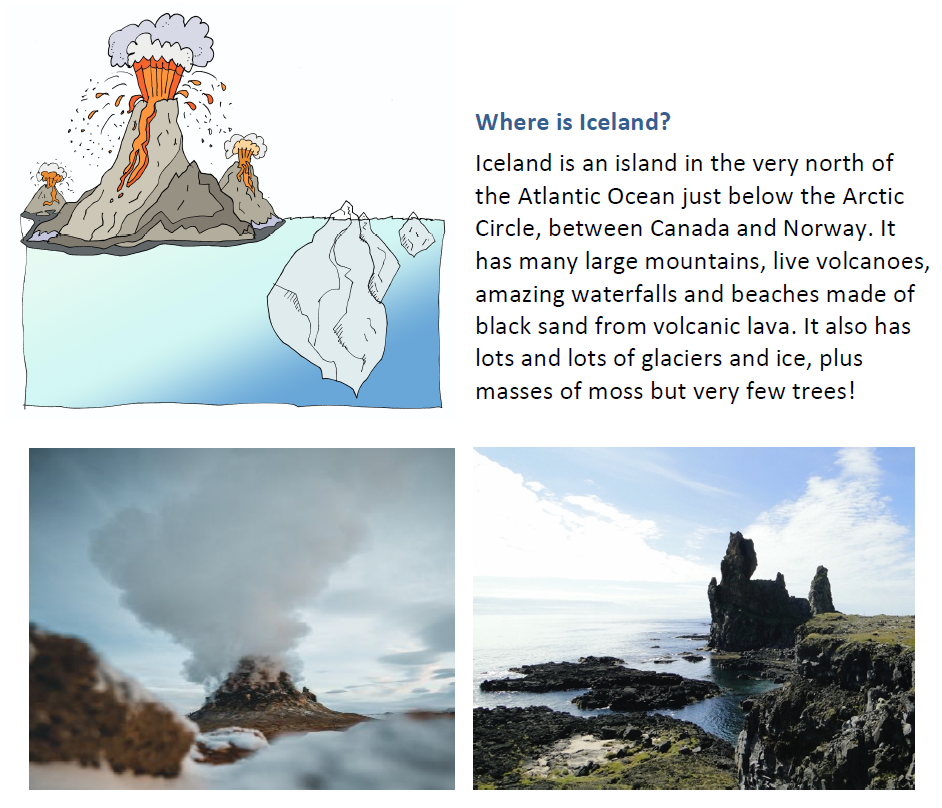 Where is Iceland?
Iceland is an island in the very north of
the Atlantic Ocean just below the Arctic
Circle, between Canada and Norway. It
has many large mountains, live volcanoes,
amazing waterfalls and beaches made of
black sand from volcanic lava. It also has
lots and lots of glaciers and ice, plus
masses of moss but very few trees!